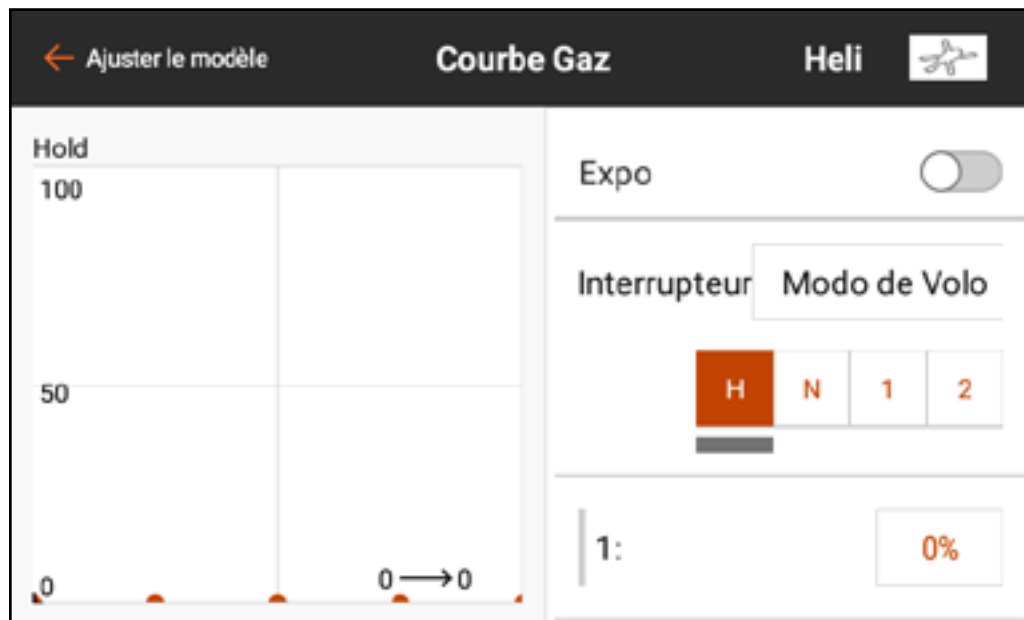 Ajuster le modèle
Courbe Gaz
Heli
Hold
100
50
0
0 → 0
Expo
Interrupteur Modo de Volo
H N 1 2
1: 0%